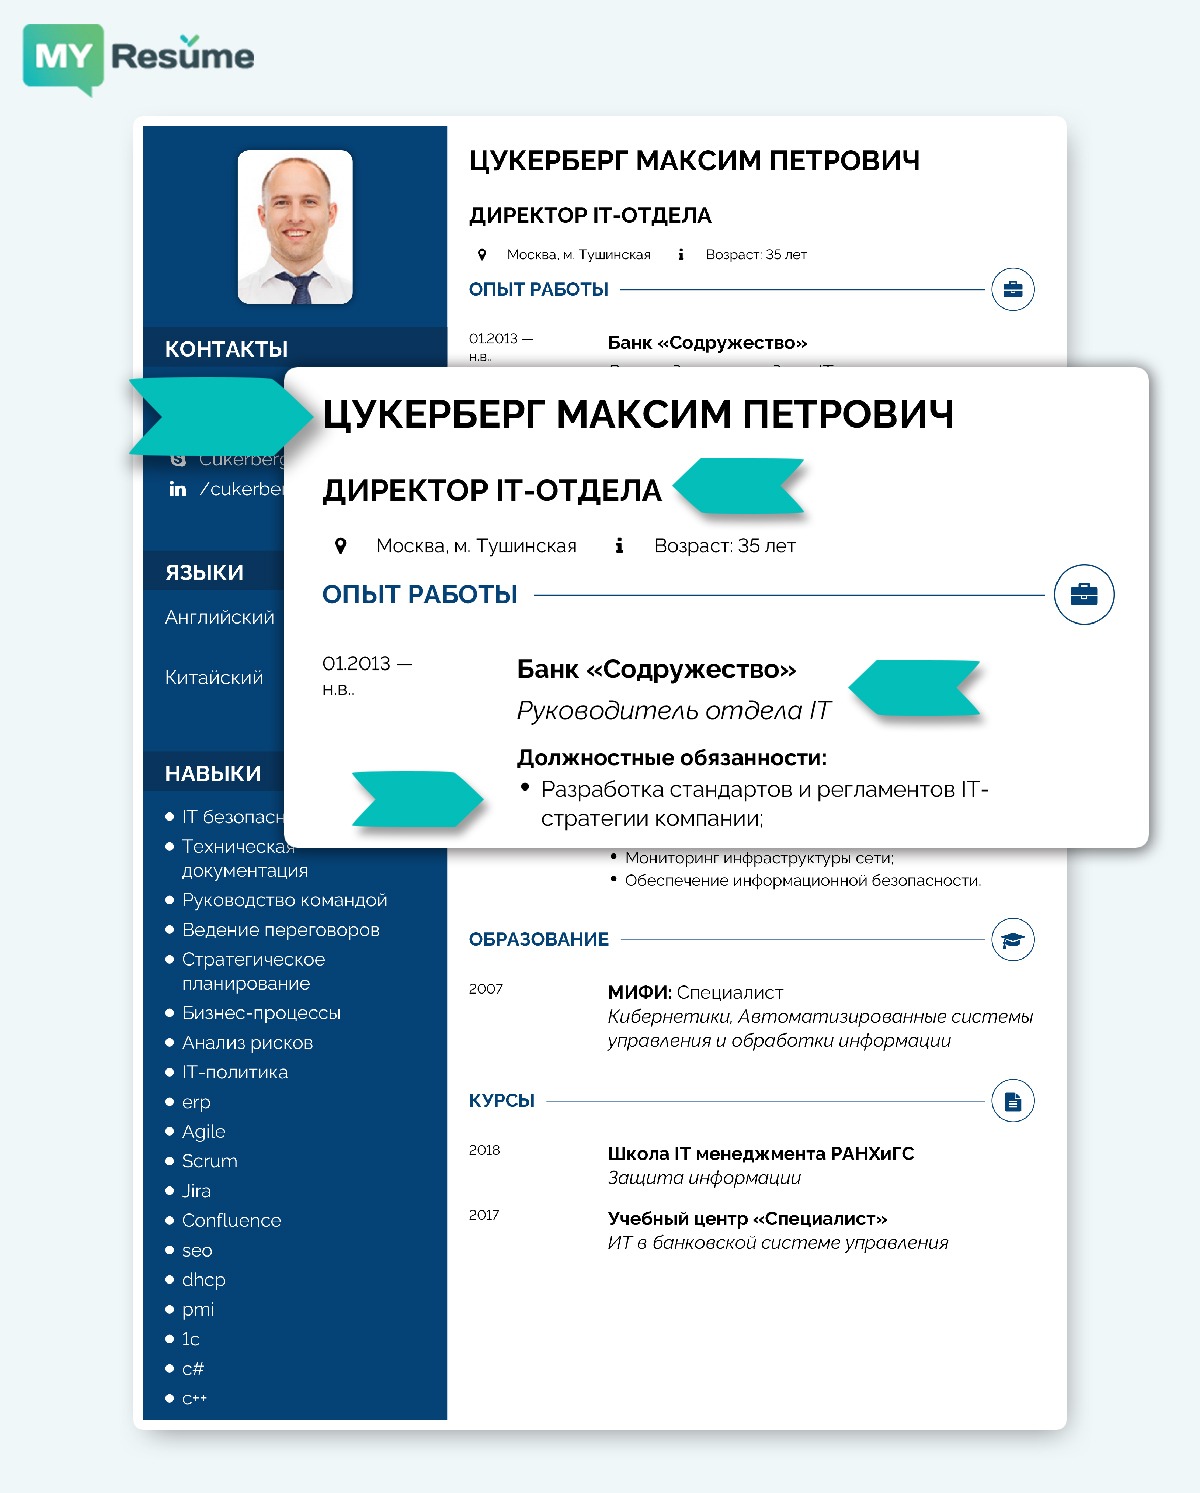 MY Resume
ЦУКЕРБЕРГ МАКСИМ ПЕТРОВИЧ
ДИРЕКТОР IT-ОТДЕЛА
Москва, м. Тушинская Возраст: 35 лет
ОПЫТ РАБОТЫ
01.2013 —
н.в..
Банк «Содружество»
КОНТАКТЫ
Cukerberg
/cukerber
ЯЗЫКИ
Английский
Китайский
НАВЫКИ
IT безопасн
Техническая
документация
Руководство командой
Ведение переговоров
Стратегическое
планирование
Бизнес-процессы
Анализ рисков
IT-политика
erp
Agile
Scrum
Jira
Confluence
seo
dhcp
pmi
1c
c#
c++
ЦУКЕРБЕРГ МАКСИМ ПЕТРОВИЧ
ДИРЕКТОР IT-ОТДЕЛА
Москва, м. Тушинская Возраст: 35 лет
ОПЫТ РАБОТЫ
01.2013 —
н.в..
Банк «Содружество»
Руководитель отдела IT
Должностные обязанности:
Разработка стандартов и регламентов IT-
стратегии компании;
Мониторинг инфраструктуры сети;
Обеспечение информационной безопасности.
ОБРАЗОВАНИЕ
2007
МИФИ: Специалист
Кибернетики, Автоматизированные системы
управления и обработки информации
КУРСЫ
2018
Школа IT менеджмента РАНХиГС
Защита информации
2017
Учебный центр «Специалист»
ИТ в банковской системе управления